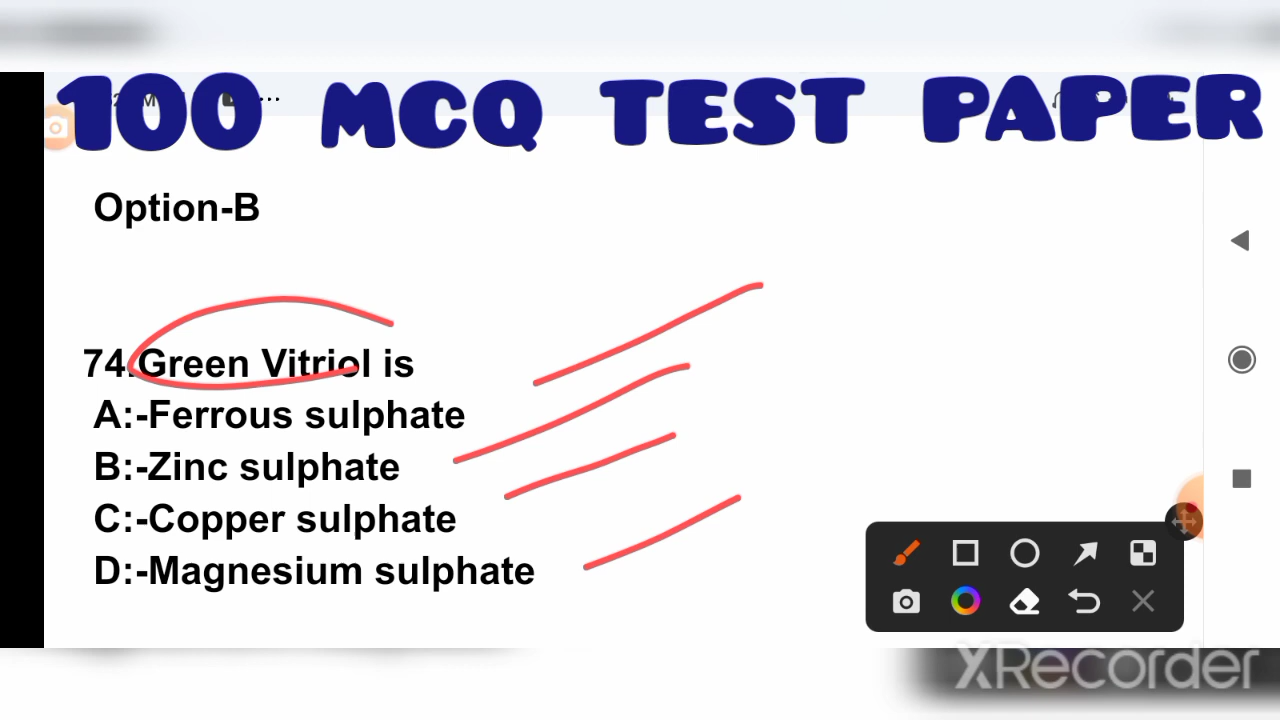 100 MCQ TEST PAPER
Option-B
74.Green Vitriol is
A:-Ferrous sulphate
B:-Zinc sulphate
C:-Copper sulphate
D:-Magnesium sulphate
XRecorder